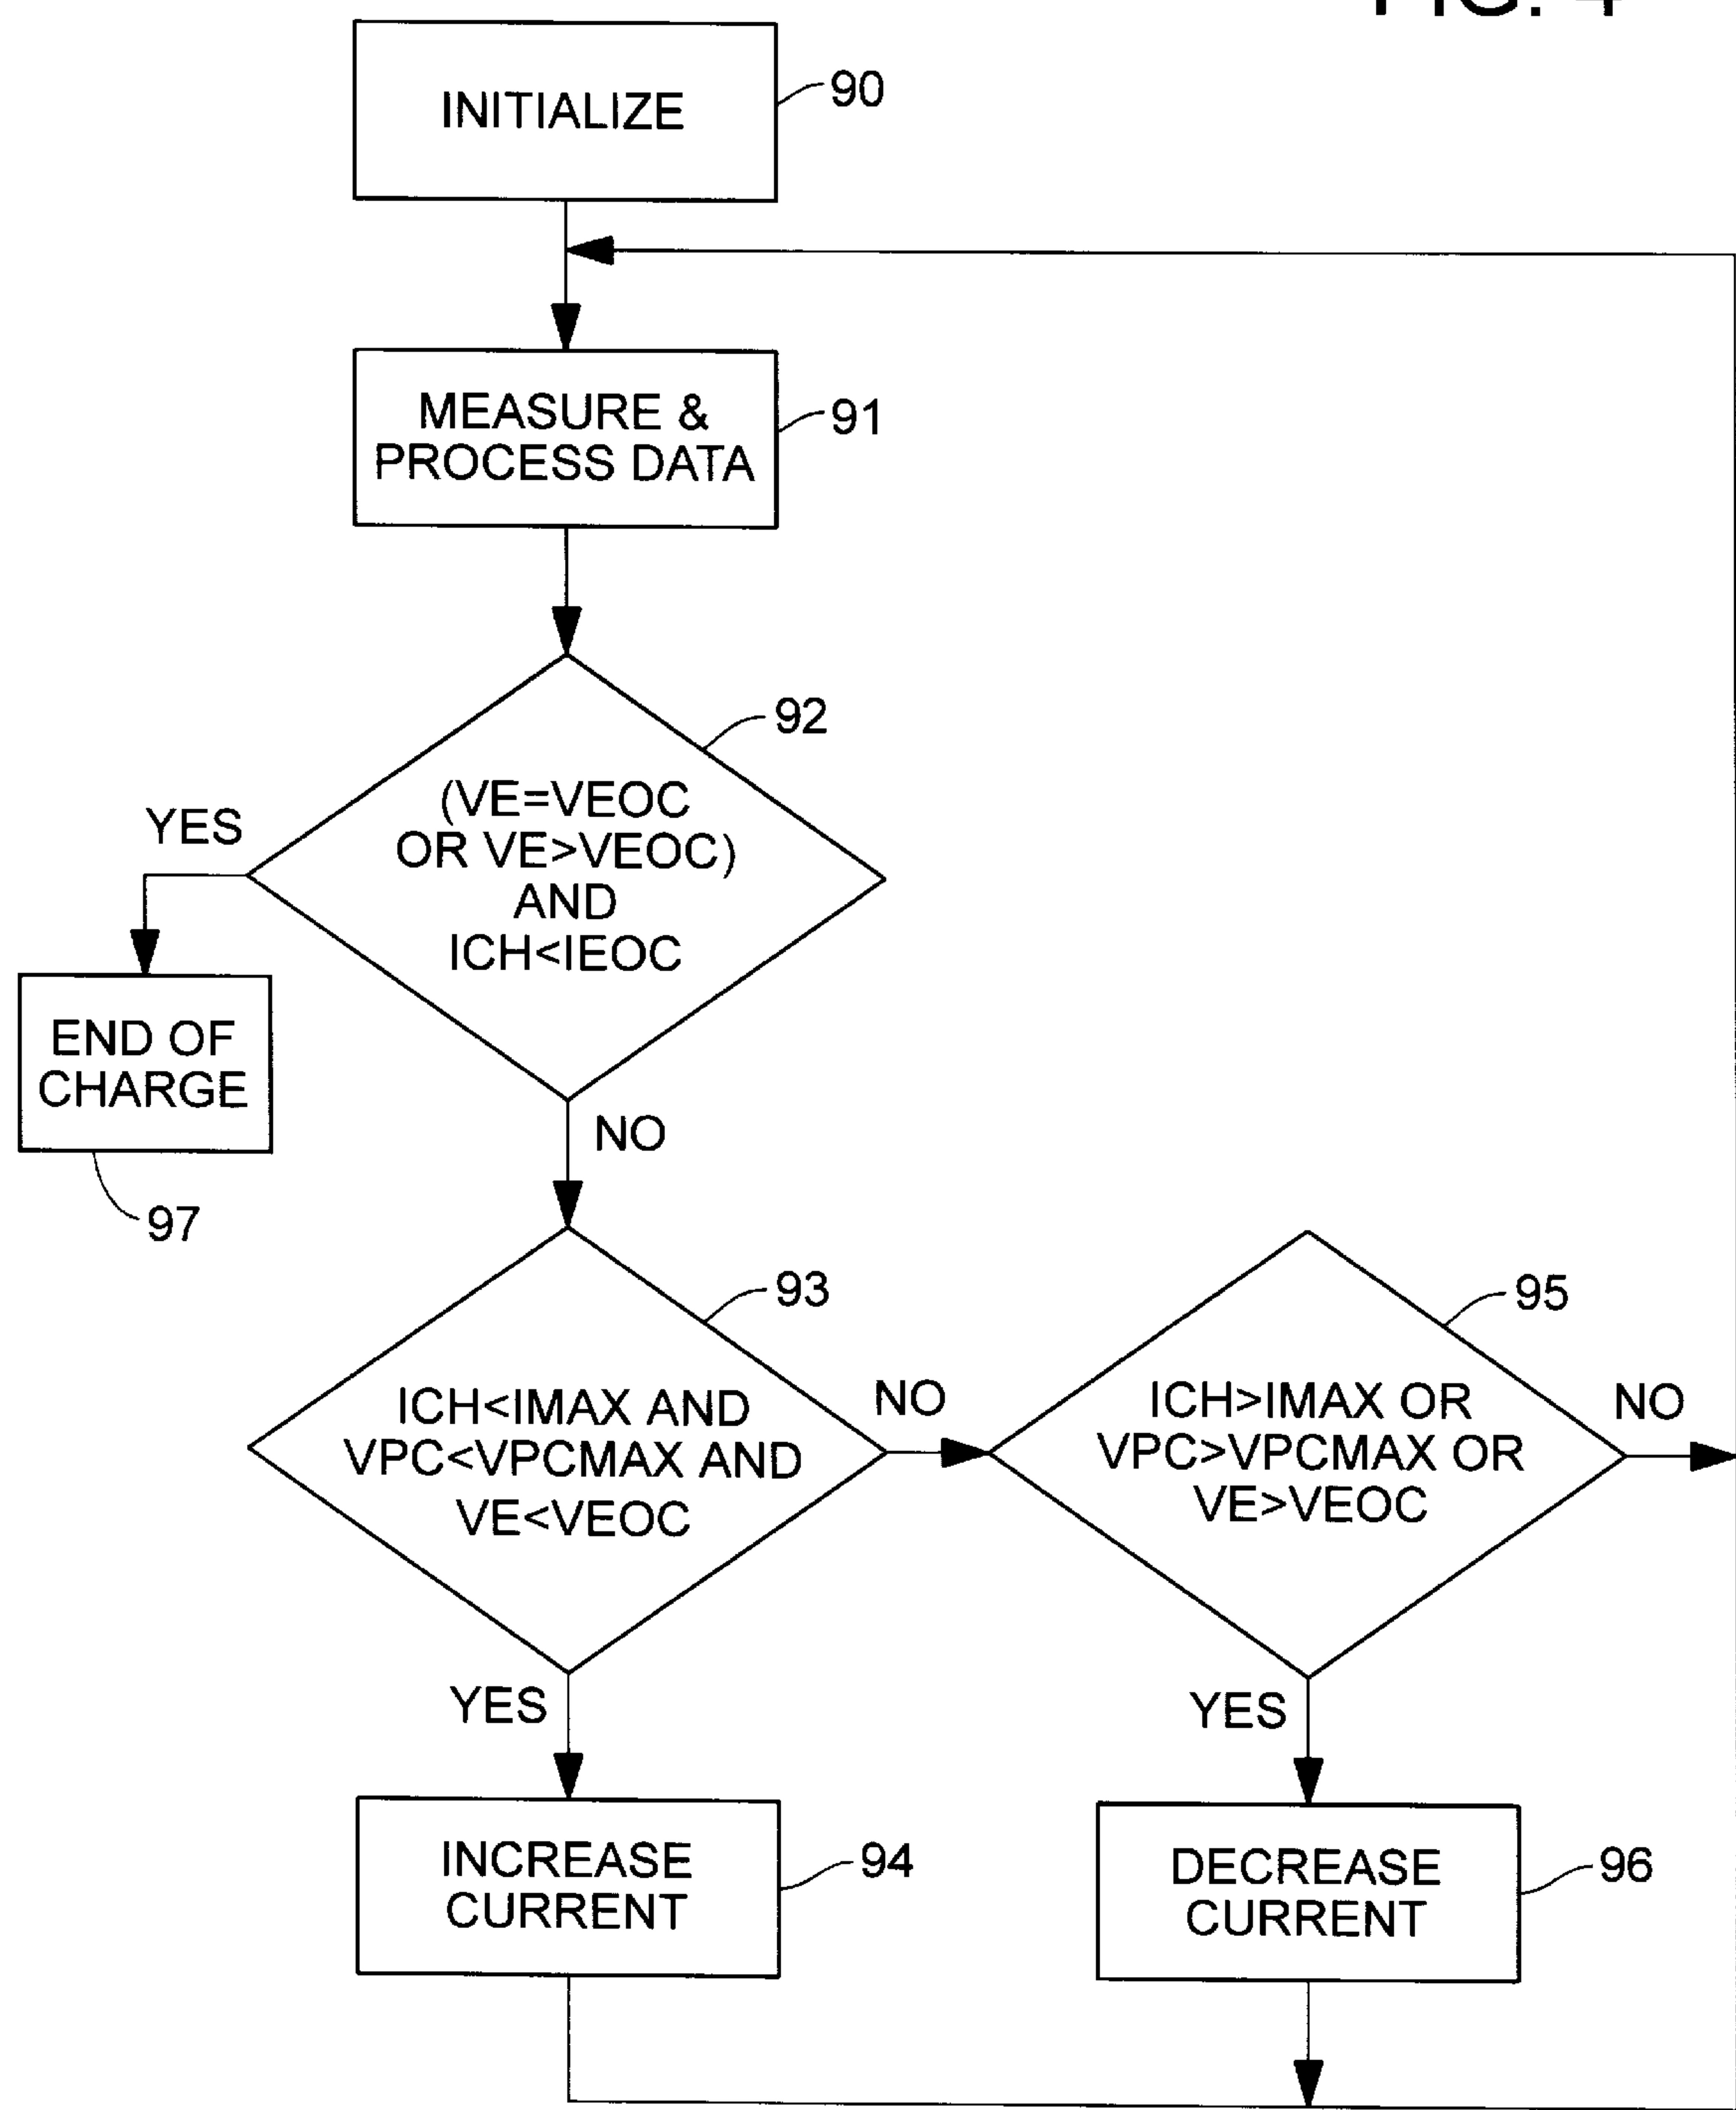 FIG. 4
INITIALIZE
90
MEASURE &
PROCESS DATA
91
92
(VE=VEOC
OR VE>VEOC)
AND
ICH<IEOC
YES
END OF
CHARGE
97
NO
93
ICH<IMAX AND
VPC<VPCMAX AND
VE<VEOC
NO
95
ICH>IMAX OR
VPC>VPCMAX OR
VE>VEOC
NO
YES
YES
INCREASE
CURRENT
94
DECREASE
CURRENT
96